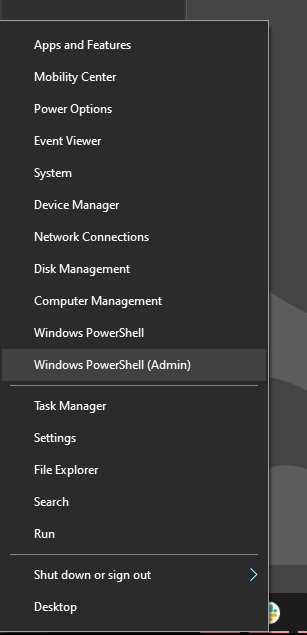 Apps and Features
Mobility Center
Power Options
Event Viewer
System
Device Manager
Network Connections
Disk Management
Computer Management
Windows PowerShell
Windows PowerShell (Admin)
Task Manager
Settings
File Explorer
Search
Run
Shut down or sign out
Desktop